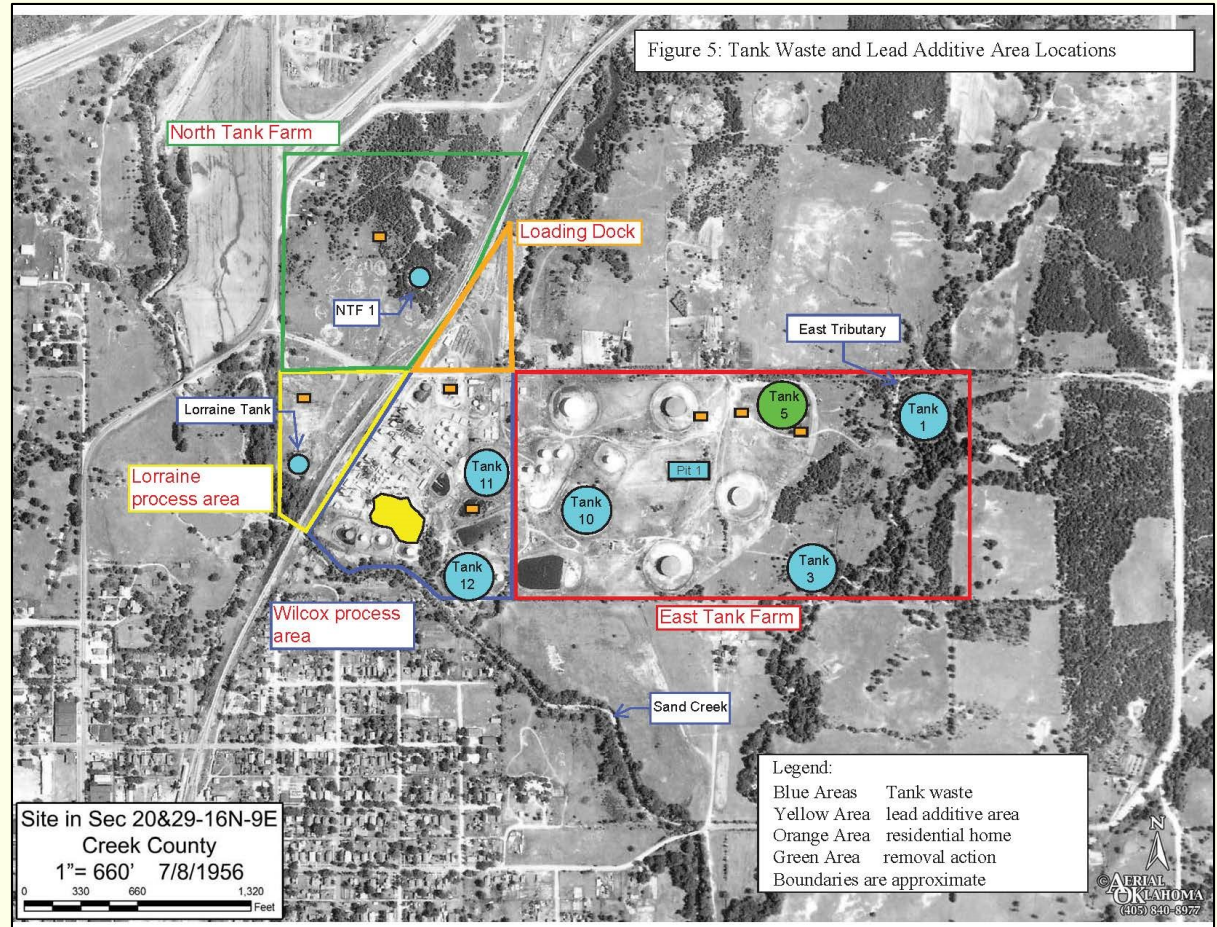 Figure 5: Tank Waste and Lead Additive Area Locations
North Tank Farm
Loading Dock
NTF 1
East Tributary
Lorraine Tank
Tank
5
Tank
1
Lorraine
process area
Tank
11
Pit 1
Tank
10
Tank
12
Tank
3
Wilcox process
area
East Tank Farm
Sand Creek
Legend:
Blue Areas Tank waste
Yellow Area lead additive area
Orange Area residential home
Green Area removal action
Boundaries are approximate
N
©AERIAL
OKLAHOMA
(405) 840-8977
Site in Sec 20&29-16N-9E
Creek County
1"= 660' 7/8/1956
0 330 660 1,320
Feet